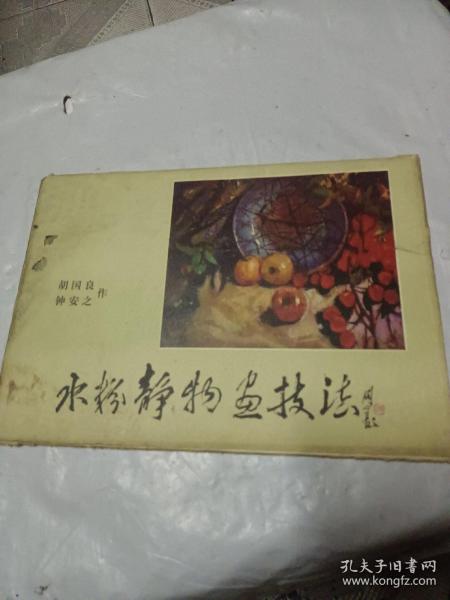 胡国良
钟安之 作
水粉静物画技法
孔夫子旧书网
www.kongfz.com